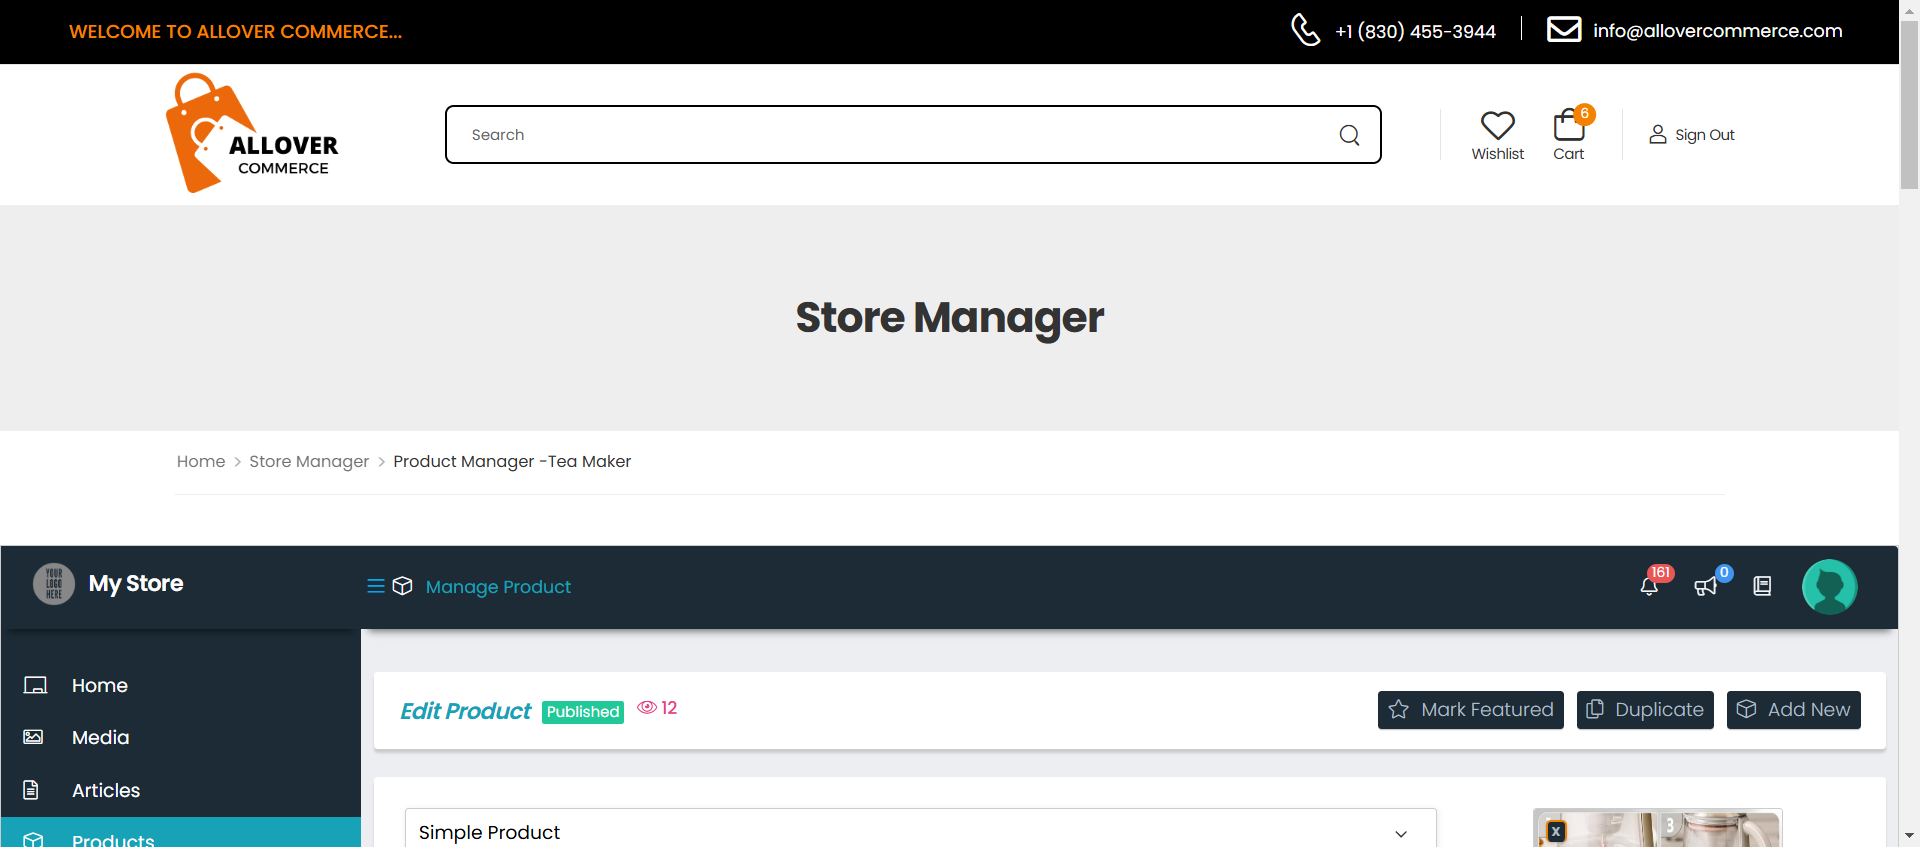 WELCOME TO ALLOVER COMMERCE...
+1 (830) 455-3944
info@allovercommerce.com
ALLOVER
COMMERCE
Search
6
Wishlist
Cart
Sign Out
Store Manager
Home > Store Manager > Product Manager -Tea Maker
YOUR
LOGO
HERE
My Store
Manage Product
161
0
Home
Media
Articles
Products
Edit Product
Published
12
Mark Featured
Duplicate
Add New
Simple Product
x
3